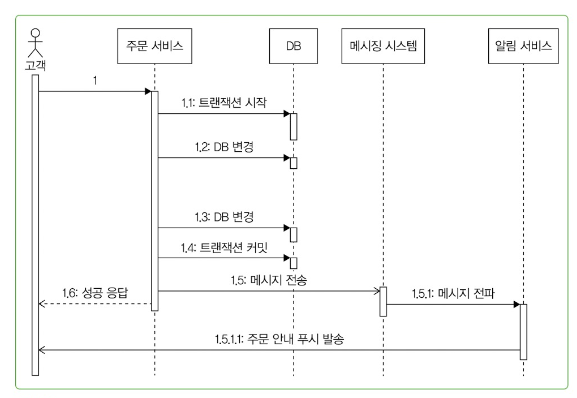 주문 서비스
DB
메시징 시스템
알림 서비스
고객
1
1.1: 트랜잭션 시작
1.2: DB 변경
1.3: DB 변경
1.4: 트랜잭션 커밋
1.5: 메시지 전송
1.6: 성공 응답
1.5.1: 메시지 전파
1.5.1.1: 주문 안내 푸시 발송